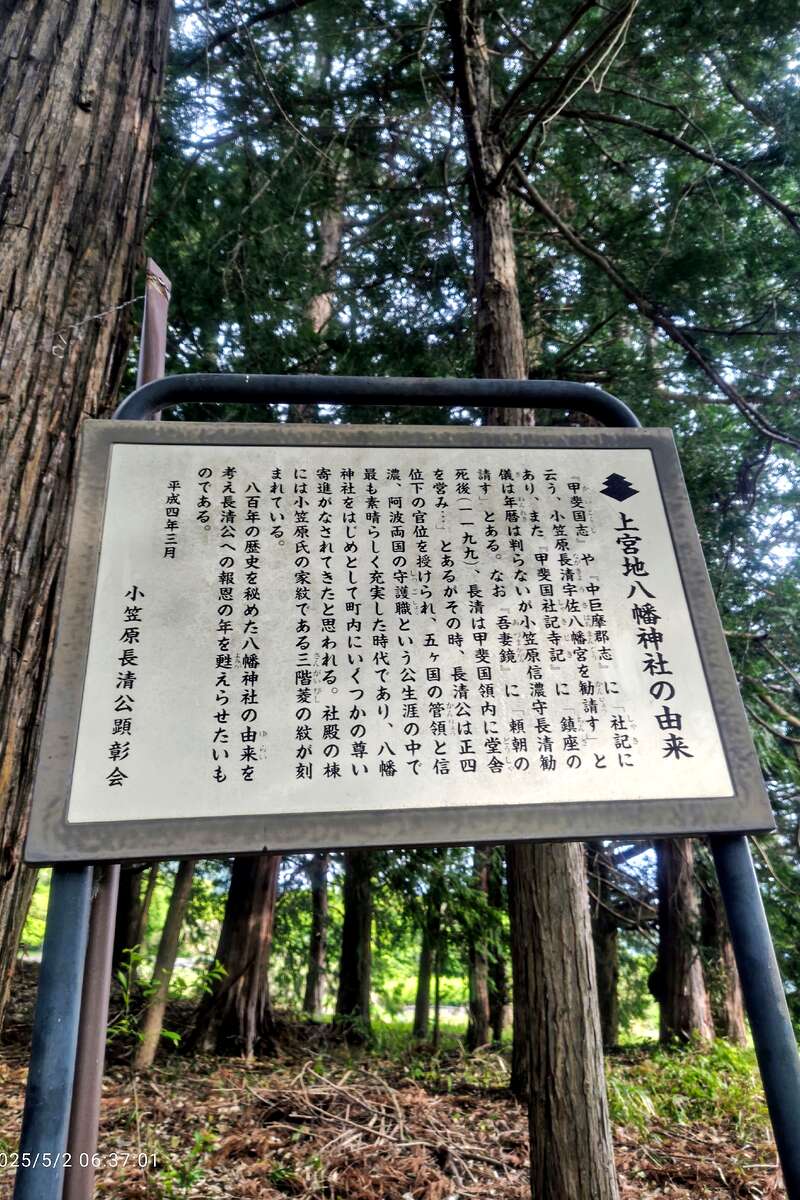 上宮地八幡神社の由来
『甲斐国志』や『中巨摩郡志』に「社記に
云う、小笠原長清宇佐八幡宮を勧請す」と
あり、また『甲斐国社記寺記』に「鎮座の
儀は年暦は判らないが小笠原信濃守長清勧
請す」とある。なお『吾妻鏡』に「頼朝の
死後(一一九九)、長清は甲斐国領内に堂舎
を営み…」とあるがその時、長清公は正四
位下の官位を授けられ、五ヶ国の管領と信
濃、阿波両国の守護職という公生涯の中で
最も素晴らしく充実した時代であり、八幡
神社をはじめとして町内にいくつかの尊い
寄進がなされてきたと思われる。社殿の棟
には小笠原氏の家紋である三階菱の紋が刻
まれている。
八百年の歴史を秘めた八幡神社の由来を
考え長清公への報恩の年を甦えらせたいも
のである。
平成四年三月
小笠原長清公顕彰会
025/5/2 06:37:01